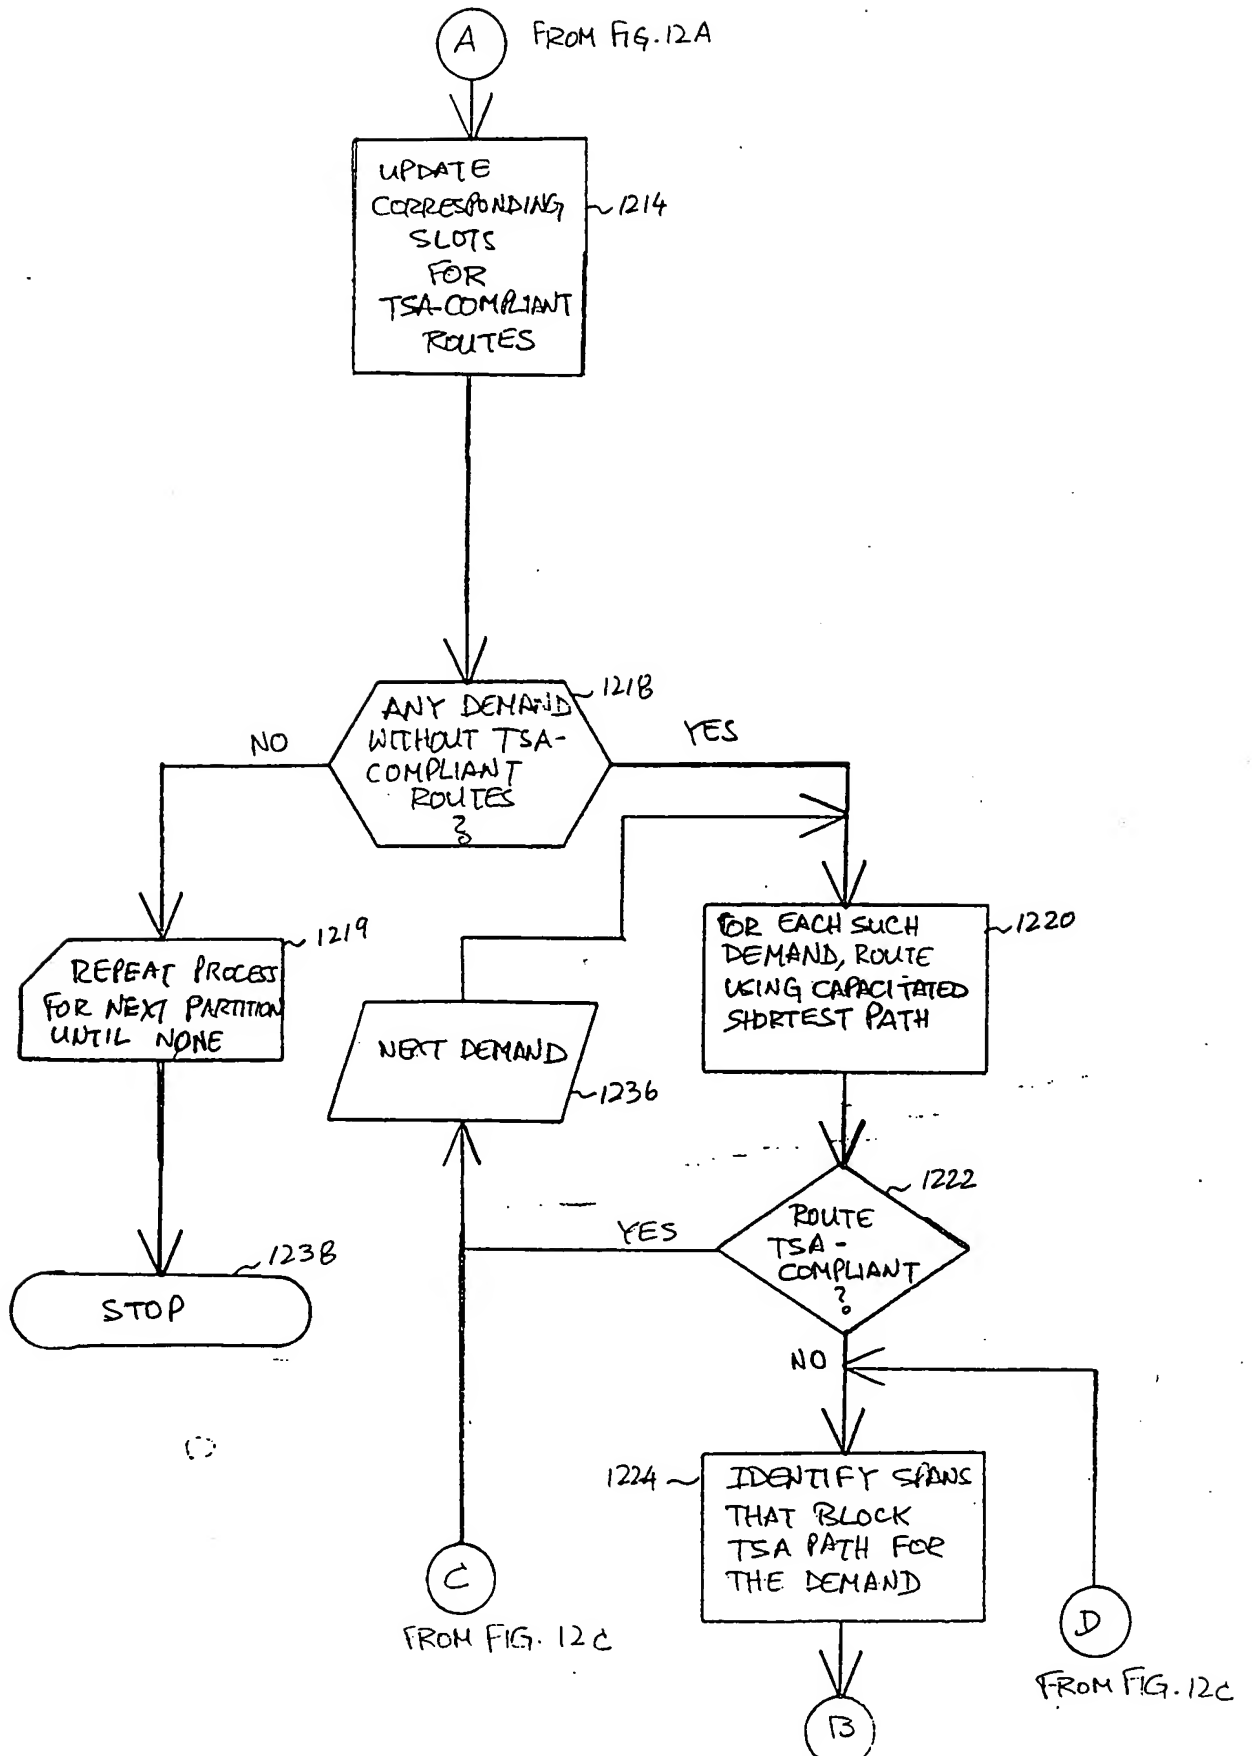 A FROM FIG. 12A
UPDATE
CORRESPONDING
SLOTS
FOR
TSA-COMPLIANT
ROUTES
1214
ANY DEMAND
WITHOUT TSA-
COMPLIANT
ROUTES
?
1218
NO
YES
REPEAT PROCESS
FOR NEXT PARTITION
UNTIL NONE
1219
FOR EACH SUCH
DEMAND, ROUTE
USING CAPACITATED
SHORTEST PATH
1220
NEXT DEMAND
1236
ROUTE
TSA-
COMPLIANT
?
1222
YES
STOP
1238
NO
1224
IDENTIFY SPANS
THAT BLOCK
TSA PATH FOR
THE DEMAND
C
FROM FIG. 12C
D
FROM FIG. 12C
B